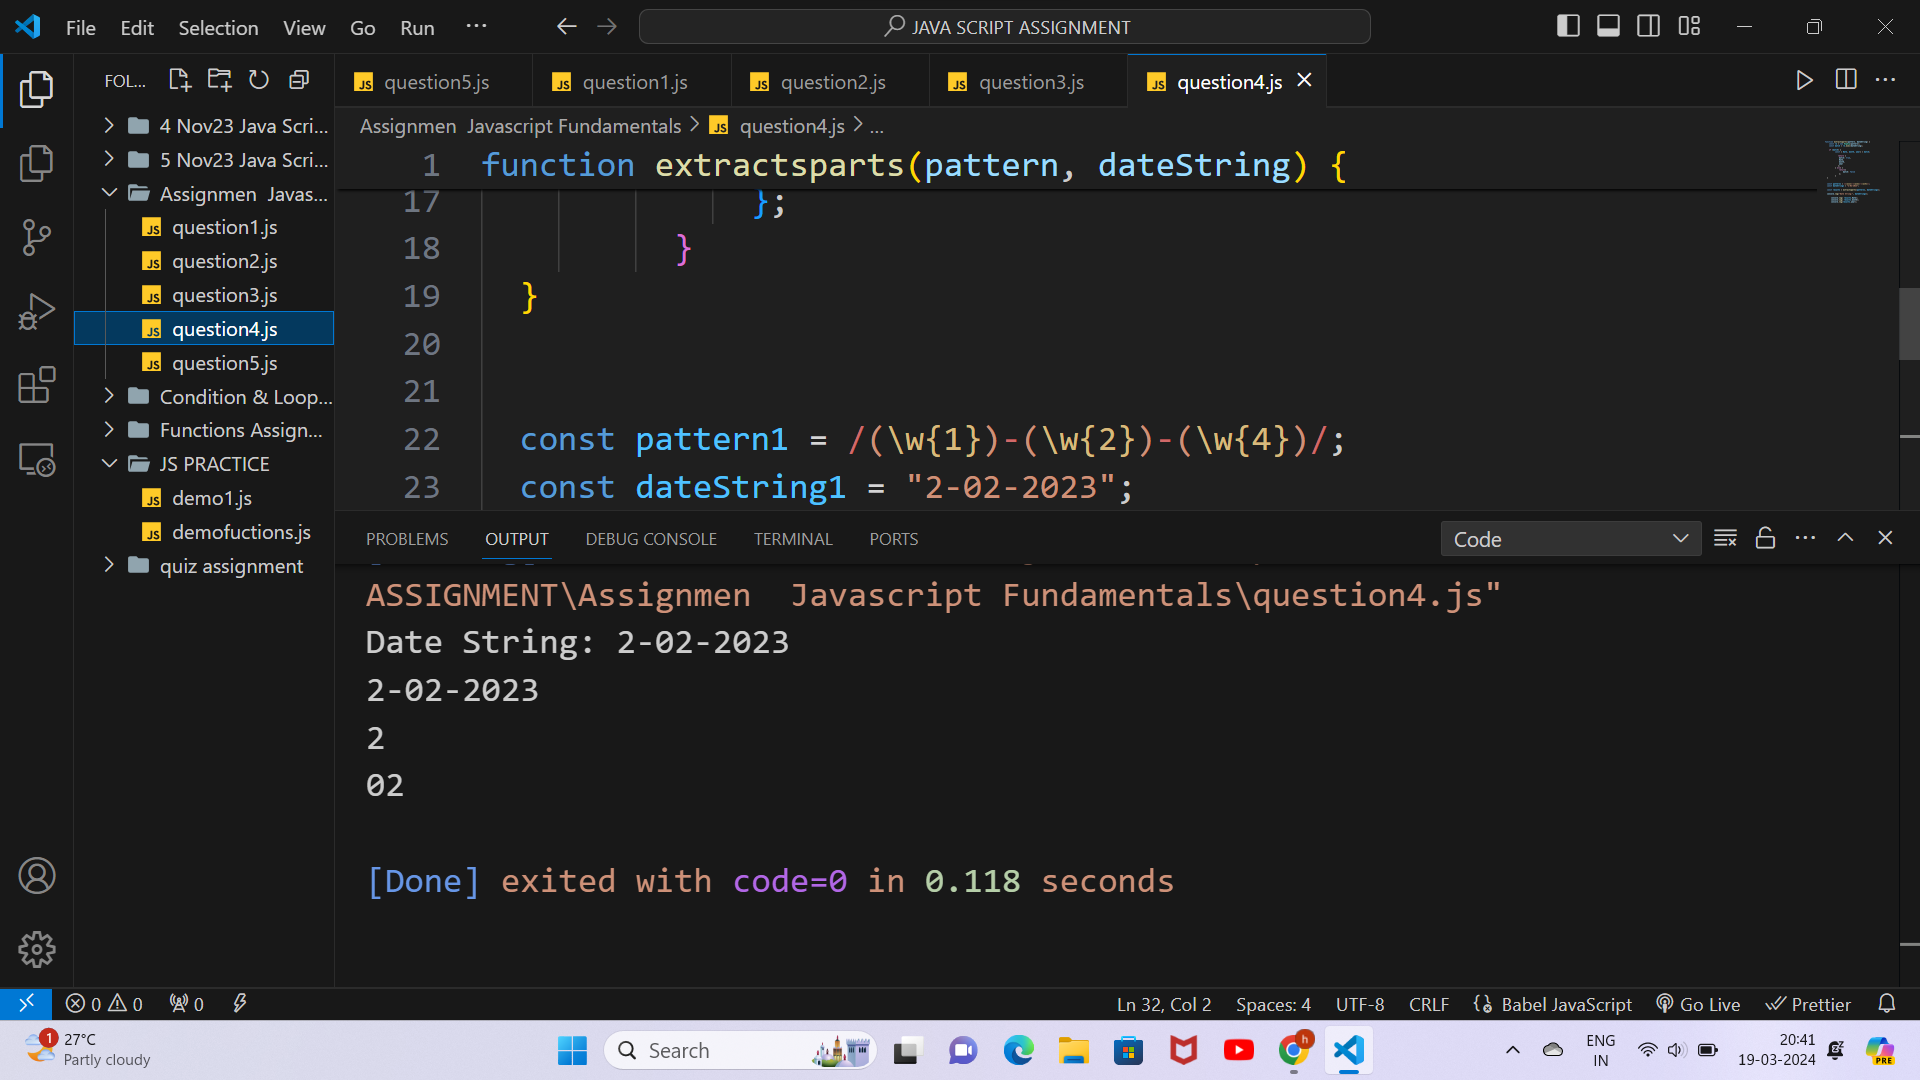 File Edit Selection View Go Run ···
JAVA SCRIPT ASSIGNMENT
FOL...
4 Nov23 Java Scri...
5 Nov23 Java Scri...
Assignmen  Javas...
question1.js
question2.js
question3.js
question4.js
question5.js
Condition & Loop...
Functions Assign...
JS PRACTICE
demo1.js
demofuctions.js
quiz assignment
question5.js question1.js question2.js question3.js question4.js
Assignmen  Javascript Fundamentals > question4.js > ...
1 function extractsparts(pattern, dateString) {
17 };
18 }
19 }
20
21
22 const pattern1 = /(\w{1})-(\w{2})-(\w{4})/;
23 const dateString1 = "2-02-2023";
PROBLEMS OUTPUT DEBUG CONSOLE TERMINAL PORTS
Code
ASSIGNMENT\Assignmen  Javascript Fundamentals\question4.js"
Date String: 2-02-2023
2-02-2023
2
02
[Done] exited with code=0 in 0.118 seconds
0 0 0
Ln 32, Col 2 Spaces: 4 UTF-8 CRLF Babel JavaScript Go Live Prettier
1
27°C
Partly cloudy
Search
h
ENG
IN
20:41
19-03-2024
PRE